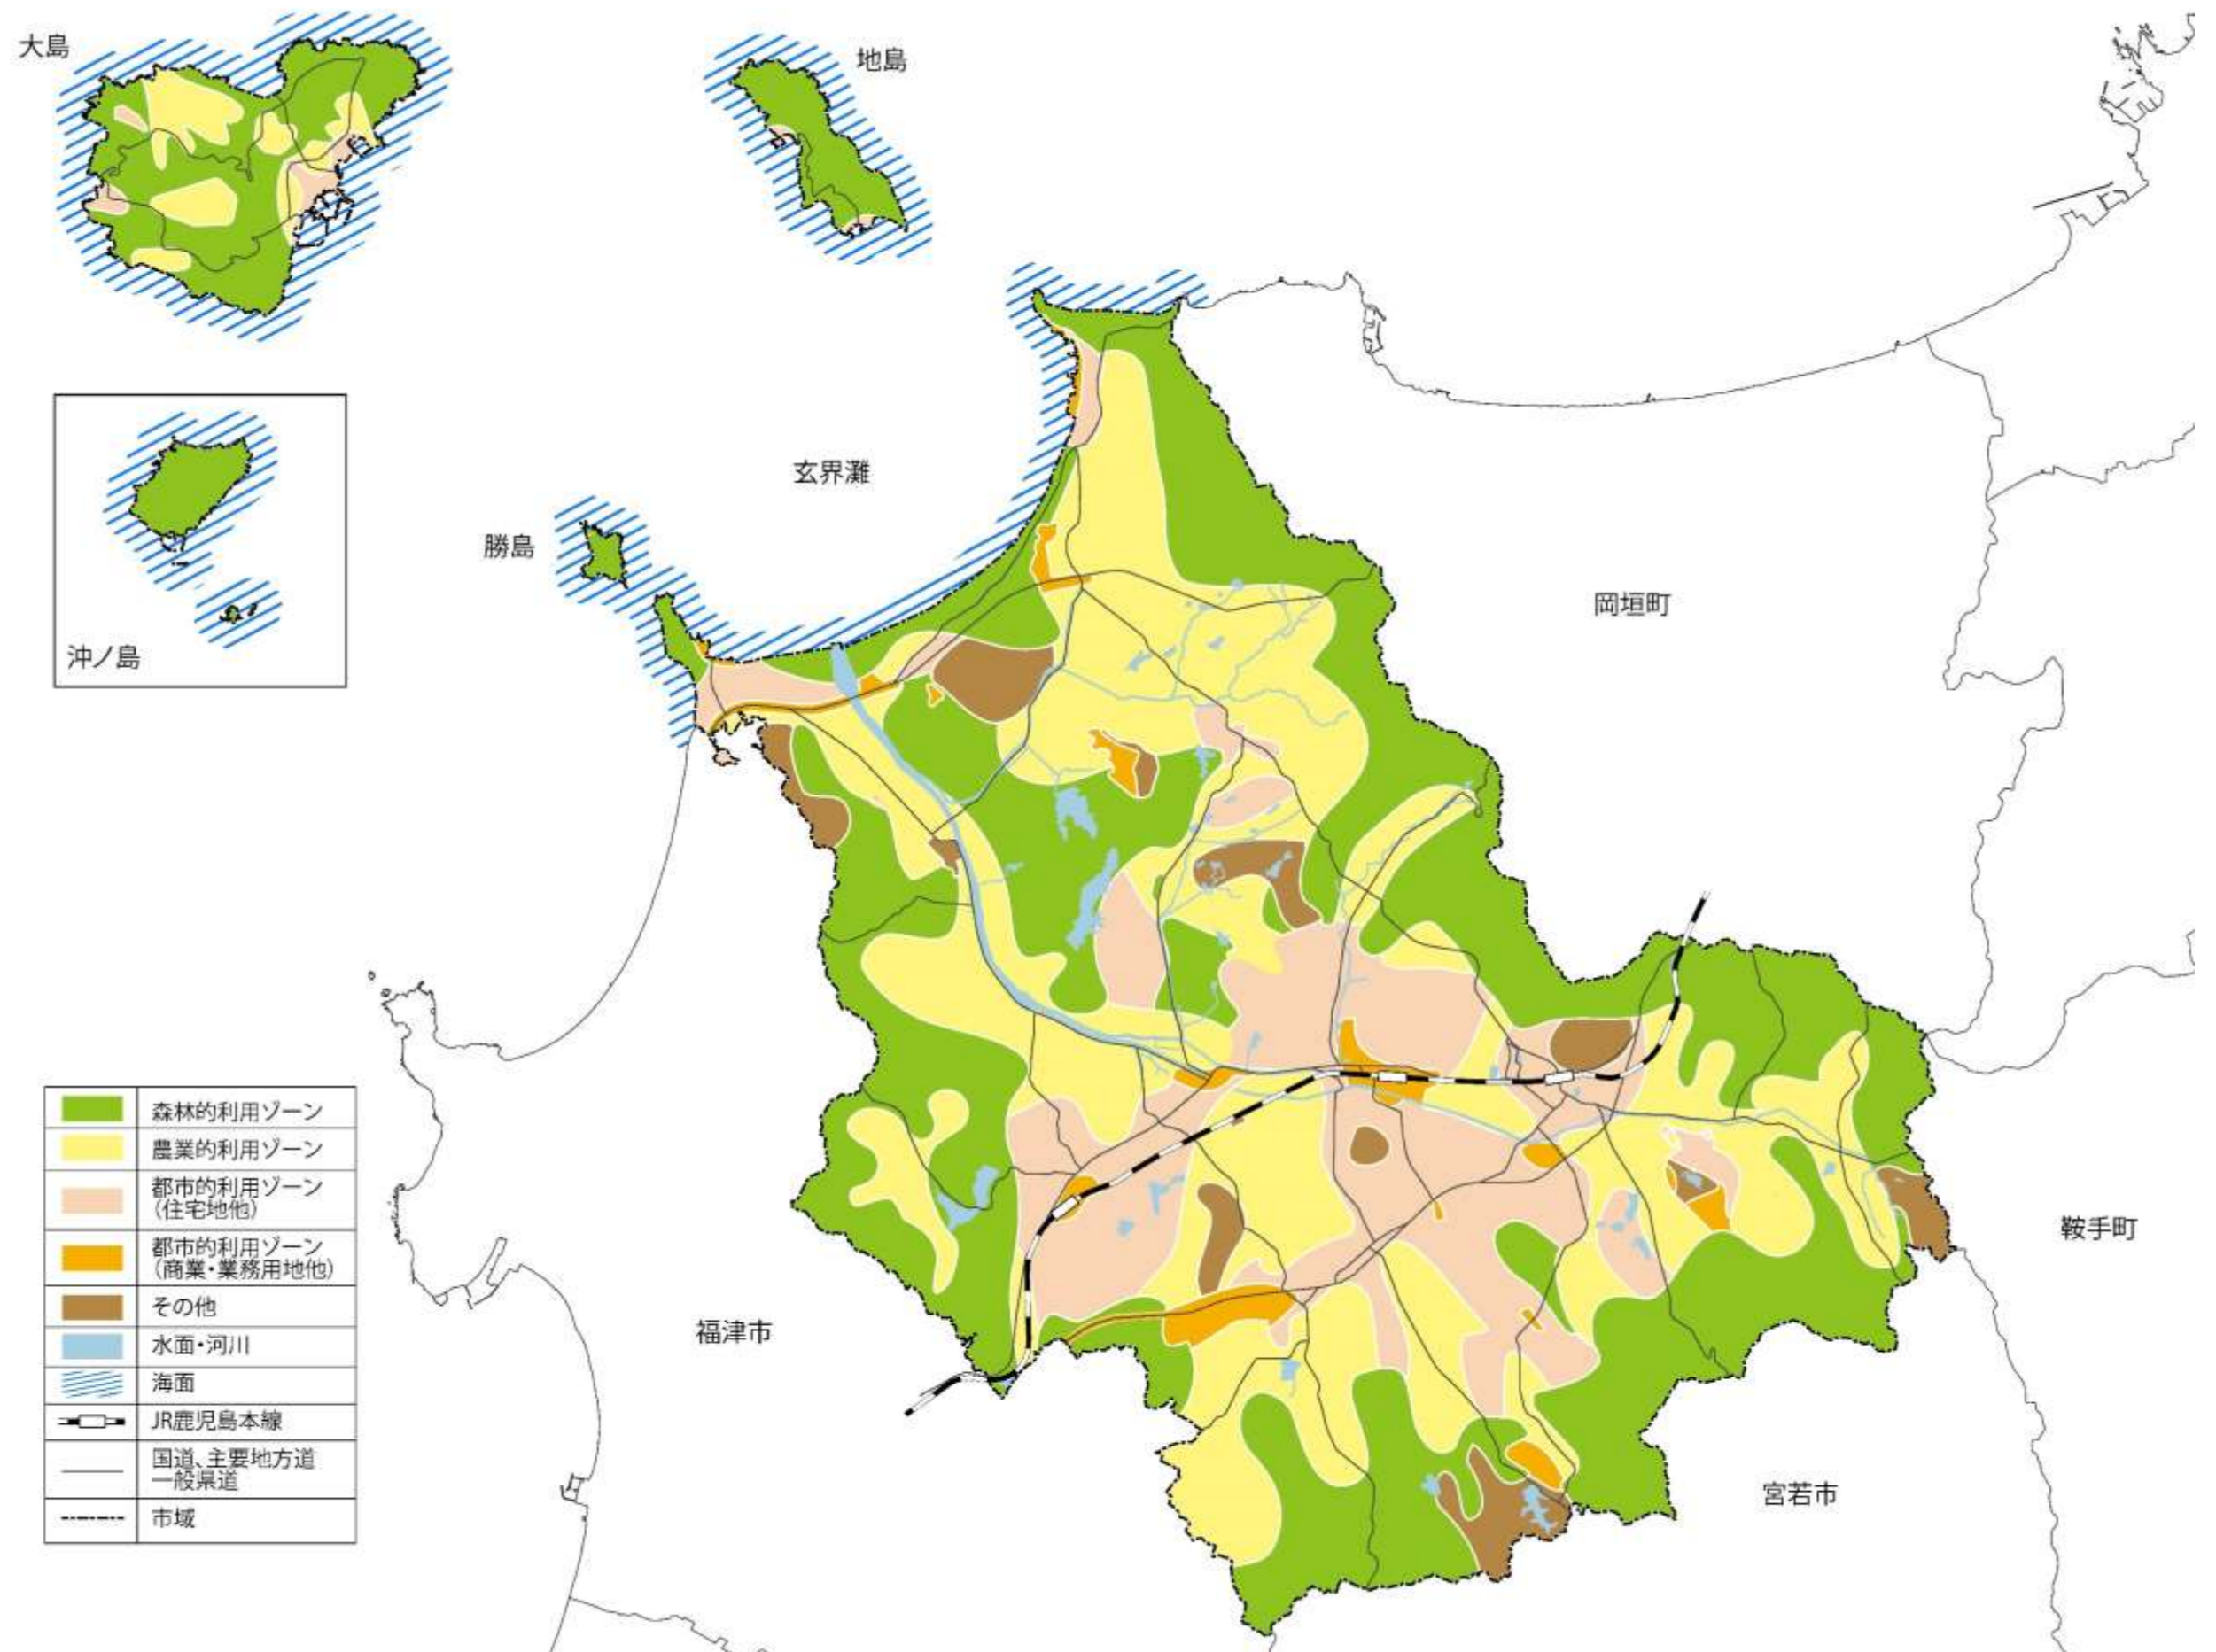 大島
地島
玄界灘
勝島
沖ノ島
岡垣町
鞍手町
福津市
宮若市
森林的利用ゾーン
農業的利用ゾーン
都市的利用ゾーン
（住宅地他）
都市的利用ゾーン
（商業・業務用地他）
その他
水面・河川
海面
JR鹿児島本線
国道、主要地方道
一般県道
市域